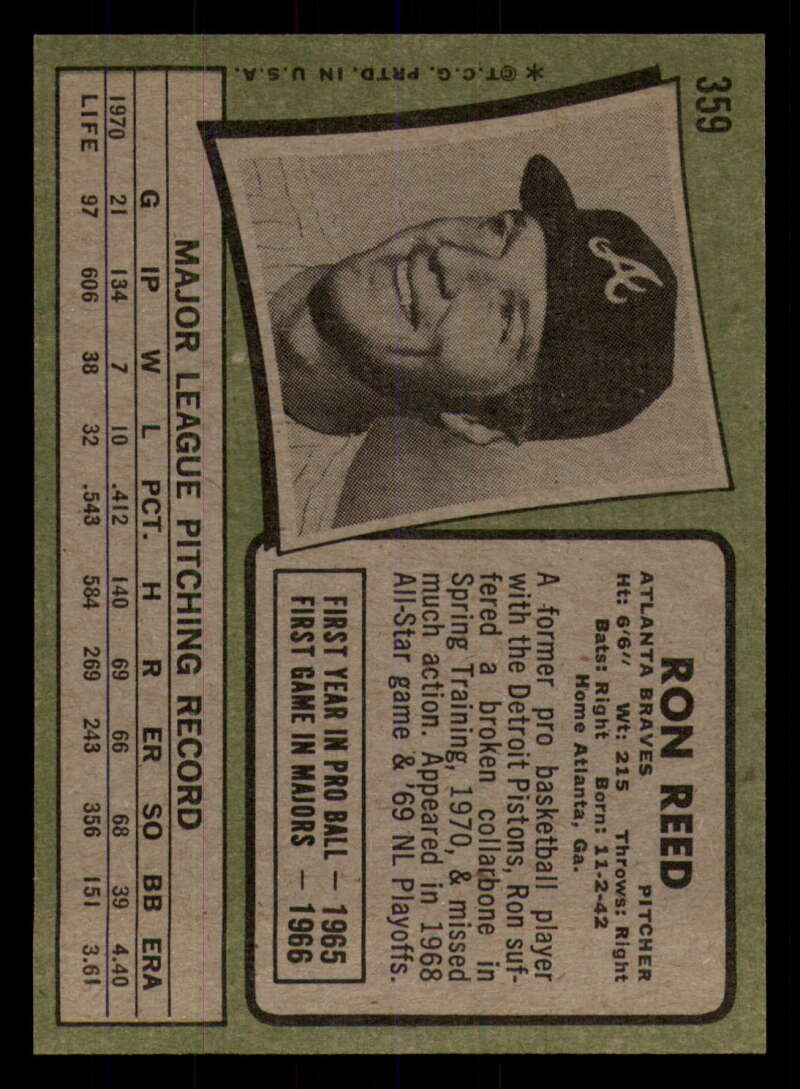 359
RON REED
ATLANTA BRAVES PITCHER
Ht: 6'6" Wt: 215 Throws: Right
Bats: Right Born: 11-2-42
Home Atlanta, Ga.
A former pro basketball player
with the Detroit Pistons, Ron suf-
fered a broken collarbone in
Spring Training, 1970, & missed
much action. Appeared in 1968
All-Star game & '69 NL Playoffs.
FIRST YEAR IN PRO BALL — 1965
FIRST GAME IN MAJORS — 1966
A
MAJOR LEAGUE PITCHING RECORD
G IP W L PCT. H R ER SO BB ERA
1970 21 134 7 10 .412 140 69 66 68 39 4.40
LIFE 97 606 38 32 .543 584 269 243 356 151 3.61
* ©T.C.G. PRTD. IN U.S.A.